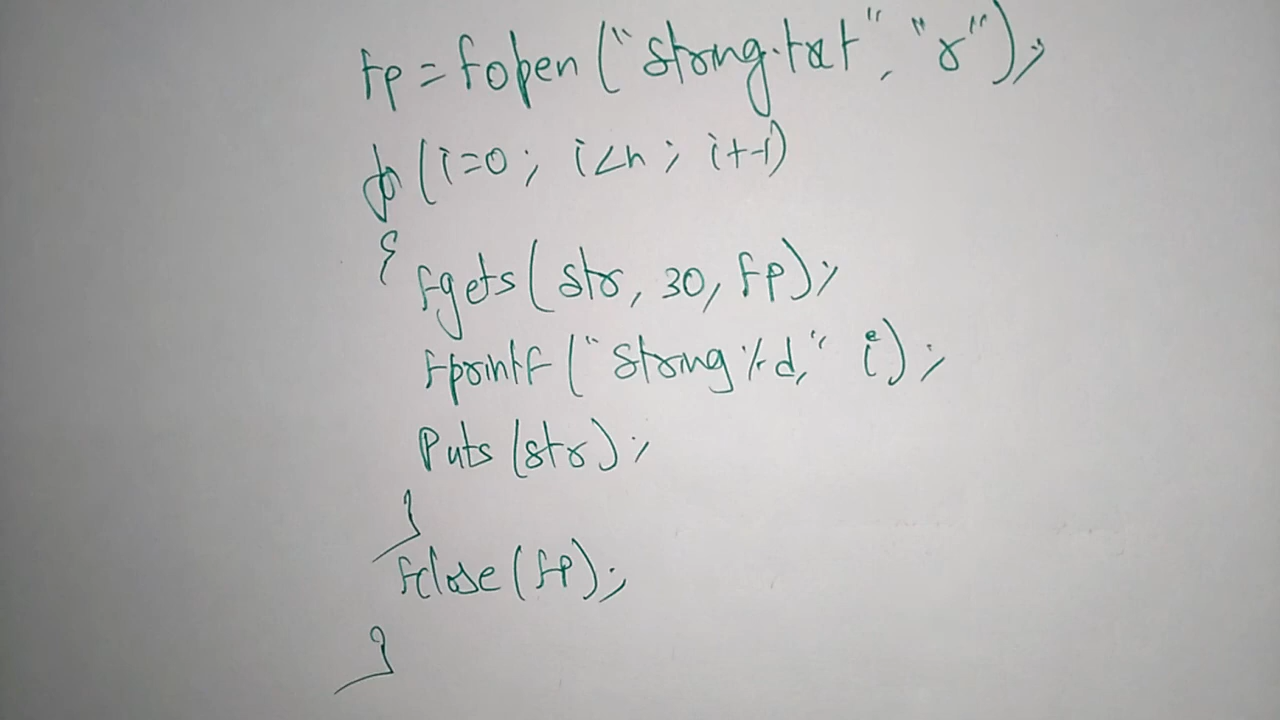 fp = fopen ("string.txt", "r");
for (i=0; i<n; i++)
{
fgets (str, 30, fp);
fprintf ("string %d," i);
puts (str);
}
fclose (fp);
}